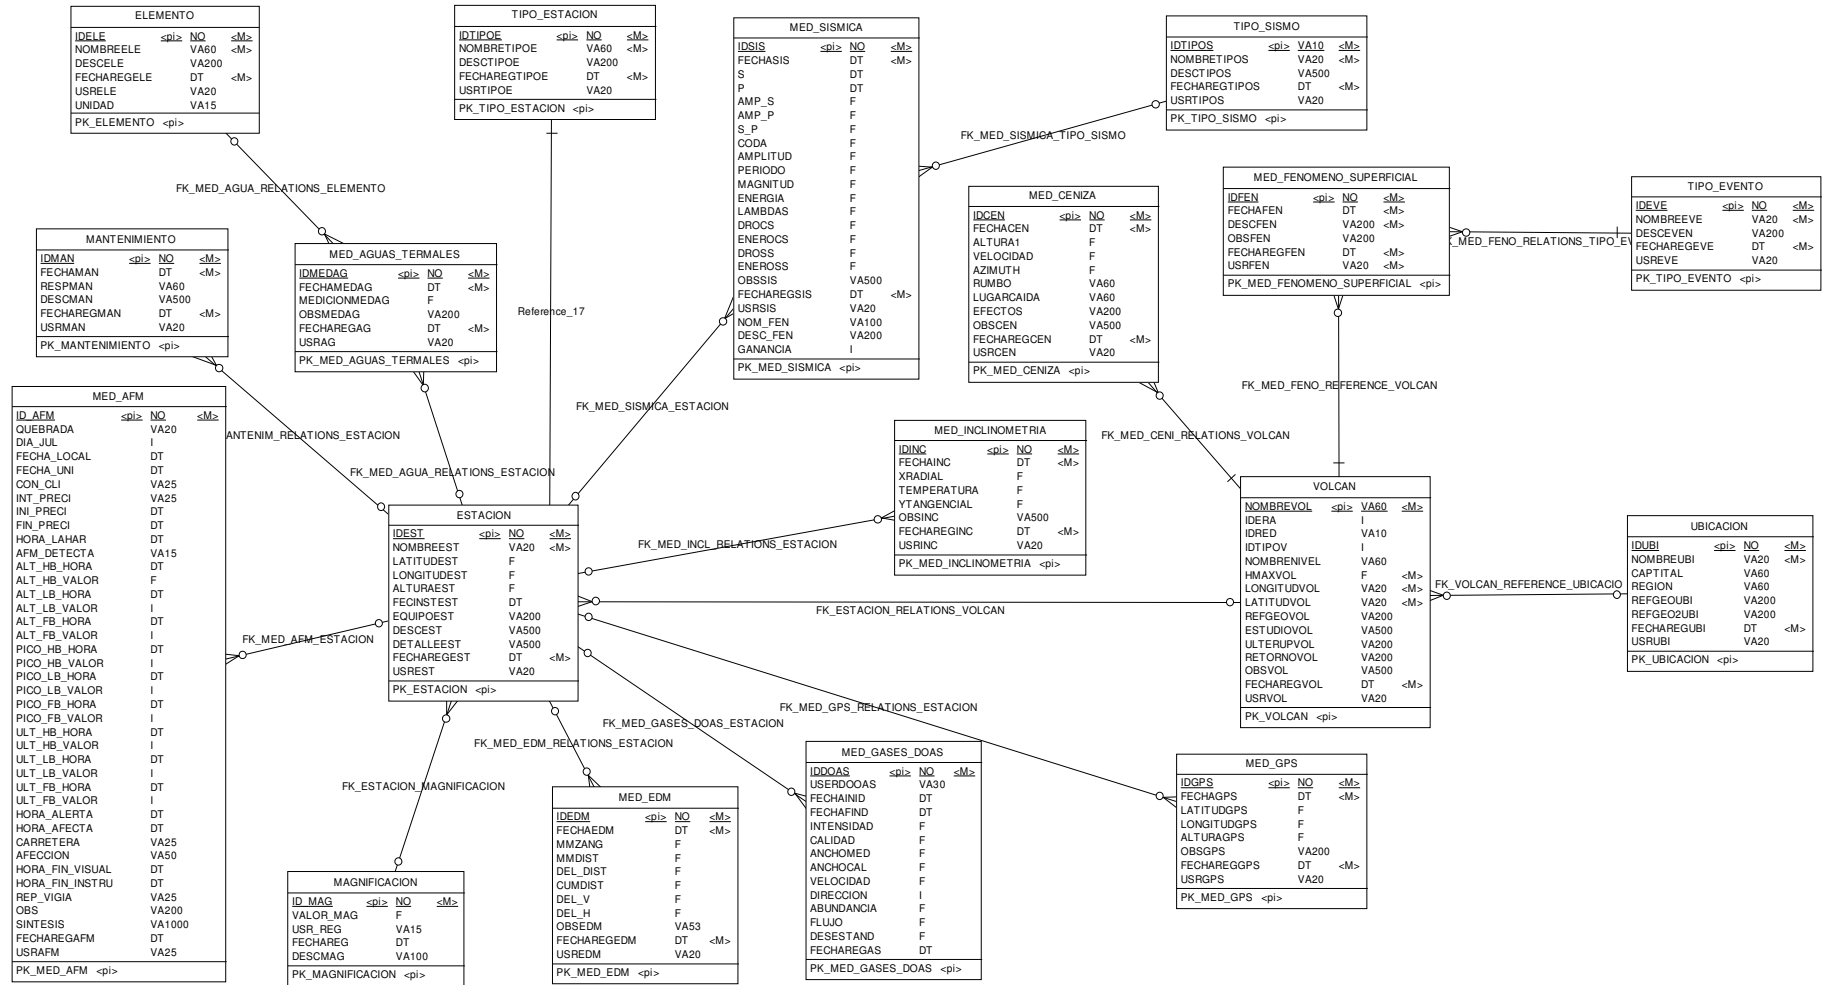 ELEMENTO
IDELE <pi> NO <M>
NOMBREELE VA60 <M>
DESCELE VA200
FECHAREGELE DT <M>
USRELE VA20
UNIDAD VA15
PK_ELEMENTO <pi>
TIPO_ESTACION
IDTIPOE <pi> NO <M>
NOMBRETIPOE VA60 <M>
DESCTIPOE VA200
FECHAREGTIPOE DT <M>
USRTIPOE VA20
PK_TIPO_ESTACION <pi>
MED_SISMICA
IDSIS <pi> NO <M>
FECHASIS DT <M>
S DT
P DT
AMP_S F
AMP_P F
S_P F
CODA F
AMPLITUD F
PERIODO F
MAGNITUD F
ENERGIA F
LAMBDAS F
DROCS F
ENEROCS F
DROSS F
ENEROSS F
OBSSIS VA500
FECHAREGSIS DT <M>
USRSIS VA20
NOM_FEN VA100
DESC_FEN VA200
GANANCIA I
PK_MED_SISMICA <pi>
TIPO_SISMO
IDTIPOS <pi> VA10 <M>
NOMBRETIPOS VA20 <M>
DESCTIPOS VA500
FECHAREGTIPOS DT <M>
USRTIPOS VA20
PK_TIPO_SISMO <pi>
FK_MED_SISMICA_TIPO_SISMO
FK_MED_AGUA_RELATIONS_ELEMENTO
MED_CENIZA
IDCEN <pi> NO <M>
FECHACEN DT <M>
ALTURA1 F
VELOCIDAD F
AZIMUTH F
RUMBO VA60
LUGARCAIDA VA60
EFECTOS VA200
OBSCEN VA500
FECHAREGCEN DT <M>
USRCEN VA20
PK_MED_CENIZA <pi>
MED_FENOMENO_SUPERFICIAL
IDFEN <pi> NO <M>
FECHAFEN DT <M>
DESCFEN VA200 <M>
OBSFEN VA200
FECHAREGFEN DT <M>
USRFEN VA20 <M>
PK_MED_FENOMENO_SUPERFICIAL <pi>
K_MED_FENO_RELATIONS_TIPO_EV
TIPO_EVENTO
IDEVE <pi> NO <M>
NOMBREEVE VA20 <M>
DESCEVEN VA200
FECHAREGEVE DT <M>
USREVE VA20
PK_TIPO_EVENTO <pi>
MANTENIMIENTO
IDMAN <pi> NO <M>
FECHAMAN DT <M>
RESPMAN VA60
DESCMAN VA500
FECHAREGMAN DT <M>
USRMAN VA20
PK_MANTENIMIENTO <pi>
MED_AGUAS_TERMALES
IDMEDAG <pi> NO <M>
FECHAMEDAG DT <M>
MEDICIONMEDAG F
OBSMEDAG VA200
FECHAREGAG DT <M>
USRAG VA20
PK_MED_AGUAS_TERMALES <pi>
Reference_17
FK_MED_SISMICA_ESTACION
FK_MED_FENO_REFERENCE_VOLCAN
FK_MED_CENI_RELATIONS_VOLCAN
ANTENIM_RELATIONS_ESTACION
FK_MED_AGUA_RELATIONS_ESTACION
MED_AFM
ID_AFM <pi> NO <M>
QUEBRADA VA20
DIA_JUL I
FECHA_LOCAL DT
FECHA_UNI DT
CON_CLI VA25
INT_PRECI VA25
INI_PRECI DT
FIN_PRECI DT
HORA_LAHAR DT
AFM_DETECTA VA15
ALT_HB_HORA DT
ALT_HB_VALOR F
ALT_LB_HORA DT
ALT_LB_VALOR I
ALT_FB_HORA DT
ALT_FB_VALOR I
PICO_HB_HORA DT
PICO_HB_VALOR I
PICO_LB_HORA DT
PICO_LB_VALOR I
PICO_FB_HORA DT
PICO_FB_VALOR I
ULT_HB_HORA DT
ULT_HB_VALOR I
ULT_LB_HORA DT
ULT_LB_VALOR I
ULT_FB_HORA DT
ULT_FB_VALOR I
HORA_ALERTA DT
HORA_AFECTA DT
CARRETERA VA25
AFECCION VA50
HORA_FIN_VISUAL DT
HORA_FIN_INSTRU DT
REP_VIGIA VA25
OBS VA200
SINTESIS VA1000
FECHAREGAFM DT
USRAFM VA25
PK_MED_AFM <pi>
ESTACION
IDEST <pi> NO <M>
NOMBREEST VA20 <M>
LATITUDEST F
LONGITUDEST F
ALTURAEST F
FECINSTEST DT
EQUIPOEST VA200
DESCEST VA500
DETALLEEST VA500
FECHAREGEST DT <M>
USREST VA20
PK_ESTACION <pi>
MED_INCLINOMETRIA
IDINC <pi> NO <M>
FECHAINC DT <M>
XRADIAL F
TEMPERATURA F
YTANGENCIAL F
OBSINC VA500
FECHAREGINC DT <M>
USRINC VA20
PK_MED_INCLINOMETRIA <pi>
FK_MED_INCL_RELATIONS_ESTACION
FK_ESTACION_RELATIONS_VOLCAN
VOLCAN
NOMBREVOL <pi> VA60 <M>
IDERA I
IDRED VA10
IDTIPOV I
NOMBRENIVEL VA60
HMAXVOL F <M>
LONGITUDVOL VA20 <M>
LATITUDVOL VA20 <M>
REFGEOVOL VA200
ESTUDIOVOL VA500
ULTERUPVOL VA200
RETORNOVOL VA200
OBSVOL VA500
FECHAREGVOL DT <M>
USRVOL VA20
PK_VOLCAN <pi>
FK_VOLCAN_REFERENCE_UBICACIO
UBICACION
IDUBI <pi> NO <M>
NOMBREUBI VA20 <M>
CAPTITAL VA60
REGION VA60
REFGEOUBI VA200
REFGEO2UBI VA200
FECHAREGUBI DT <M>
USRUBI VA20
PK_UBICACION <pi>
FK_MED_AFM_ESTACION
FK_MED_GPS_RELATIONS_ESTACION
FK_MED_GASES_DOAS_ESTACION
FK_MED_EDM_RELATIONS_ESTACION
FK_ESTACION_MAGNIFICACION
MAGNIFICACION
ID_MAG <pi> NO <M>
VALOR_MAG F
USR_REG VA15
FECHAREG DT
DESCMAG VA100
PK_MAGNIFICACION <pi>
MED_EDM
IDEDM <pi> NO <M>
FECHAEDM DT <M>
MMZANG F
MMDIST F
DEL_DIST F
CUMDIST F
DEL_V F
DEL_H F
OBSEDM VA53
FECHAREGEDM DT <M>
USREDM VA20
PK_MED_EDM <pi>
MED_GASES_DOAS
IDDOAS <pi> NO <M>
USERDOOAS VA30
FECHAINID DT
FECHAFIND DT
INTENSIDAD F
CALIDAD F
ANCHOMED F
ANCHOCAL F
VELOCIDAD F
DIRECCION I
ABUNDANCIA F
FLUJO F
DESESTAND F
FECHAREGAS DT
PK_MED_GASES_DOAS <pi>
MED_GPS
IDGPS <pi> NO <M>
FECHAGPS DT <M>
LATITUDGPS F
LONGITUDGPS F
ALTURAGPS F
OBSGPS VA200
FECHAREGGPS DT <M>
USRGPS VA20
PK_MED_GPS <pi>